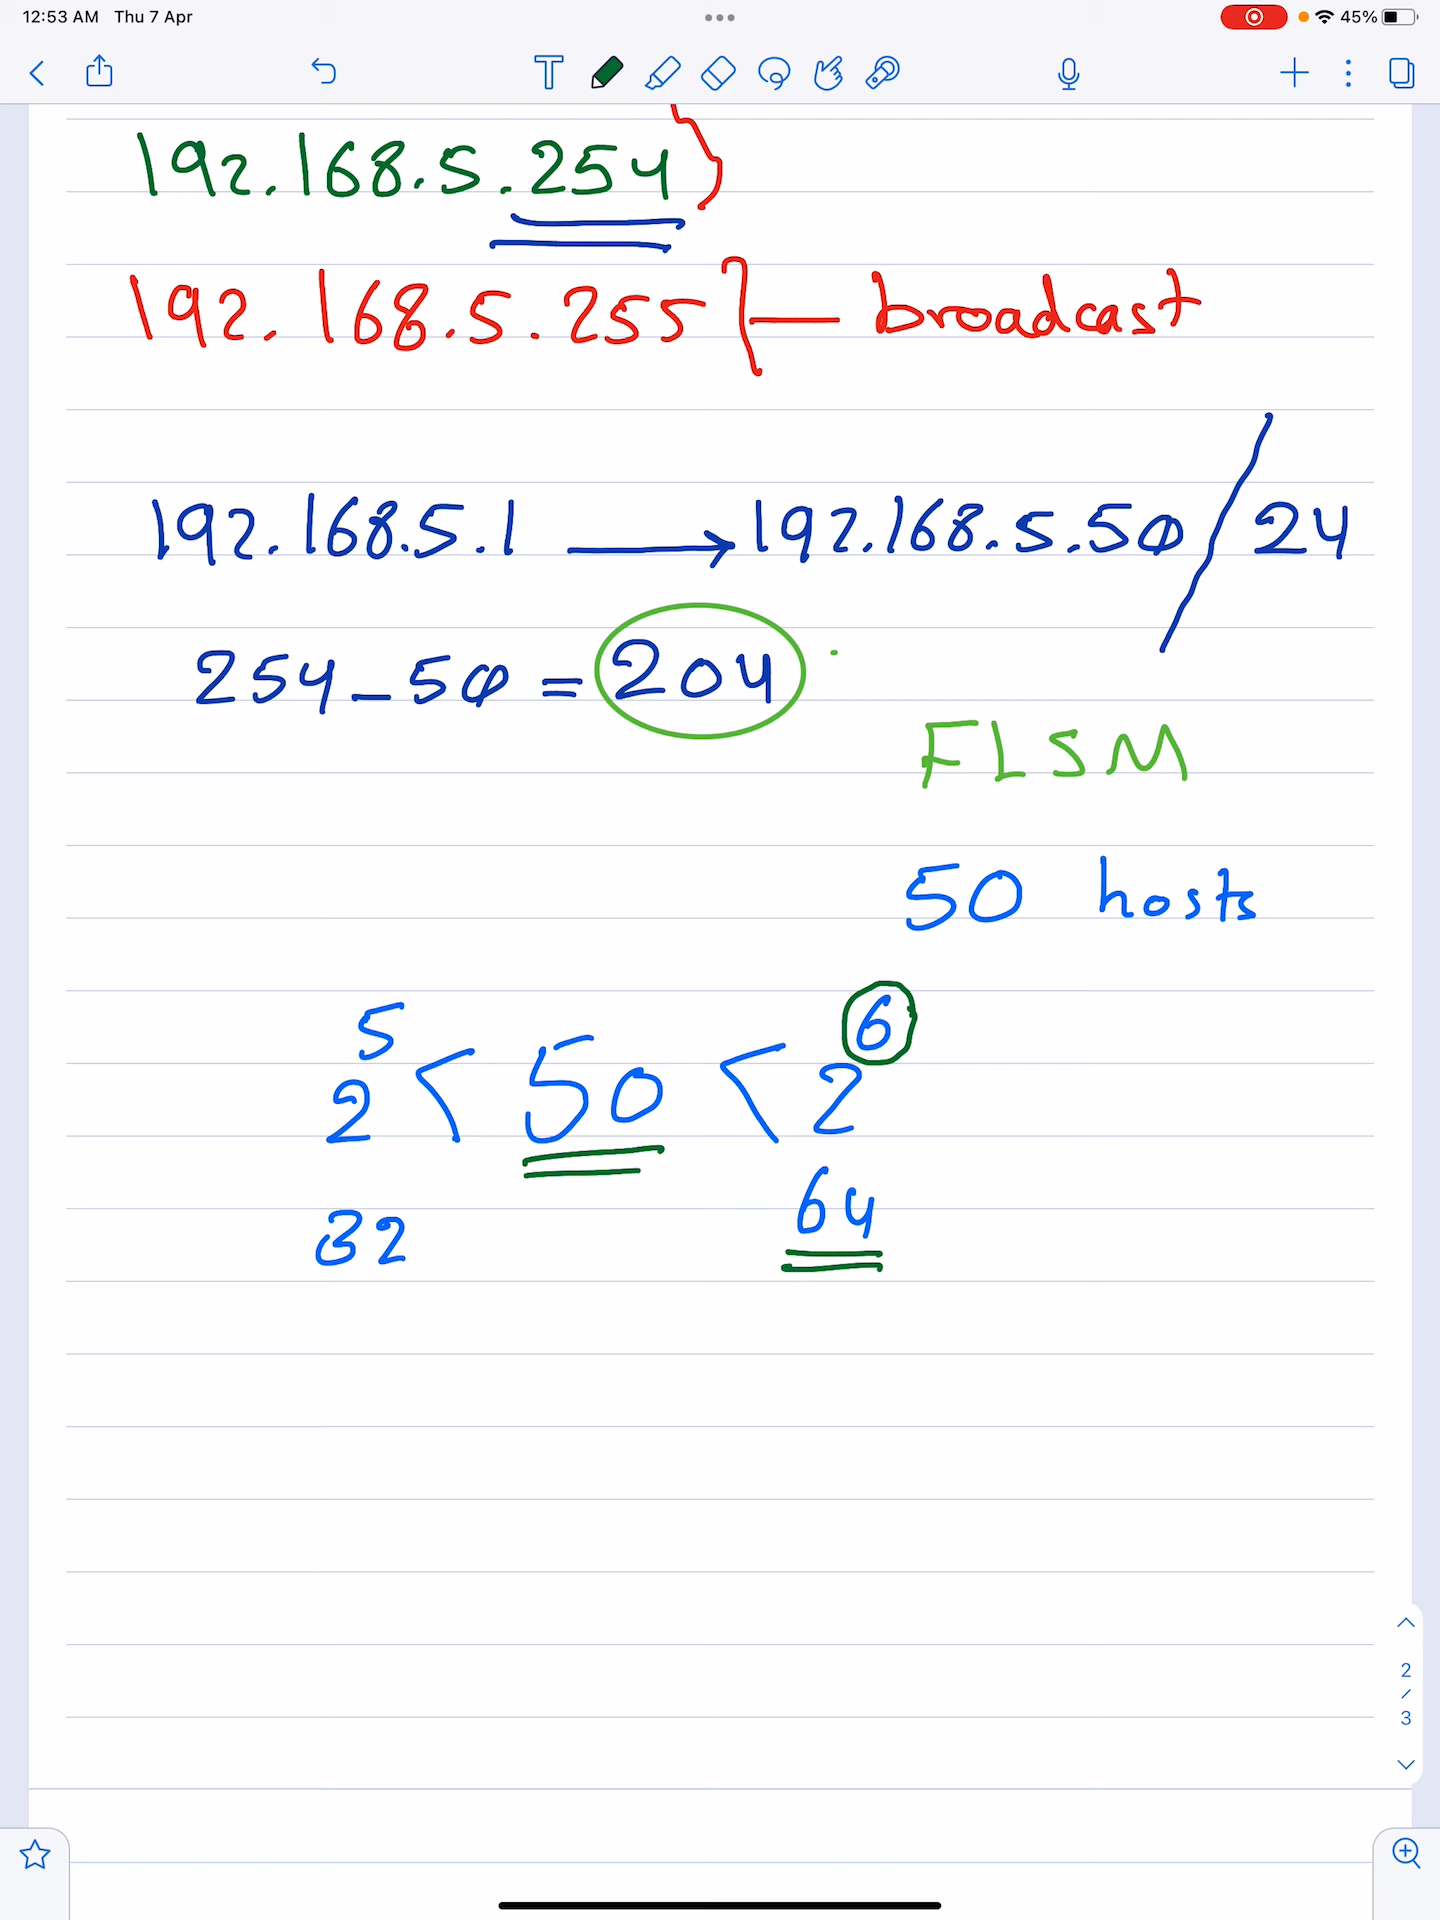 12:53 AM Thu 7 Apr 45%
192.168.5.254
192.168.5.255 — broadcast
192.168.5.1 → 192.168.5.50 / 24
254-50 = 204
FLSM
50 hosts
2^5 < 50 < 2^6
32 64
2
/
3